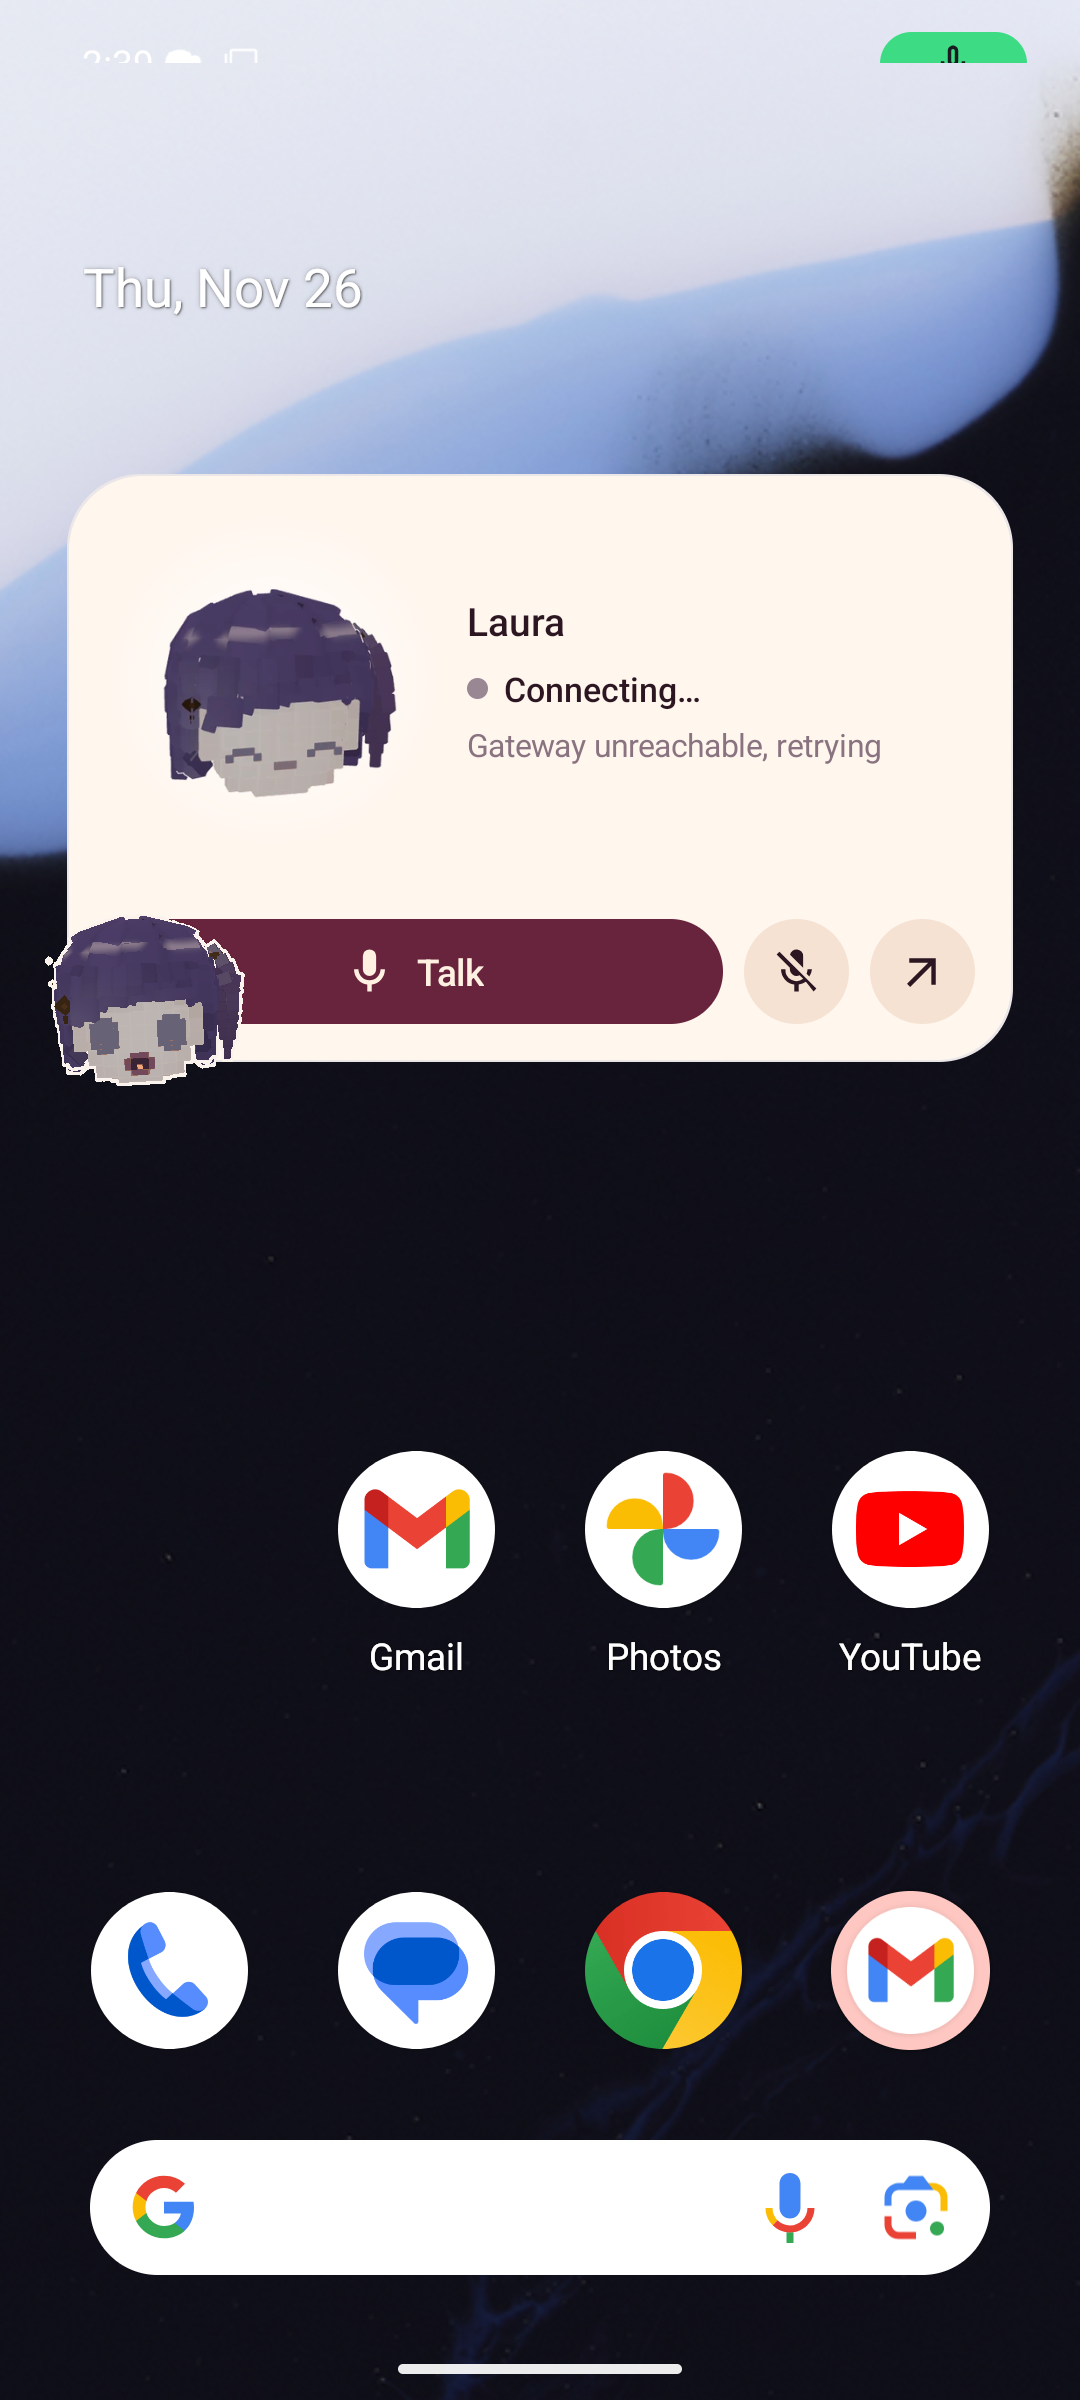 Thu, Nov 26
Laura
Connecting...
Gateway unreachable, retrying
Talk
Gmail
Photos
YouTube